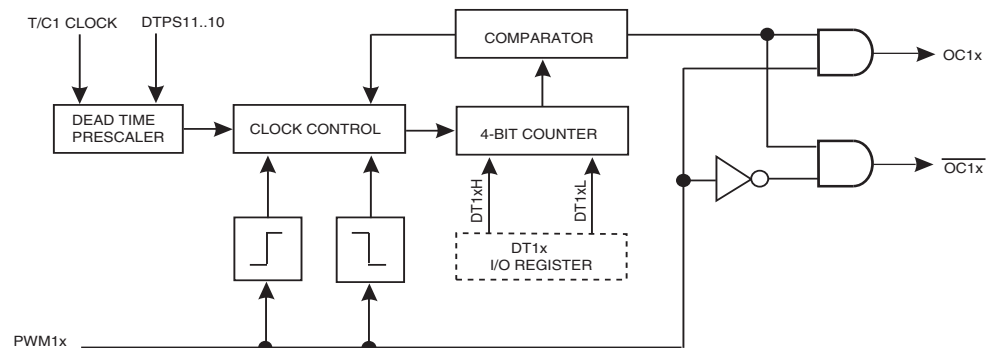 T/C1 CLOCK
DTPS11..10
COMPARATOR
OC1x
DEAD TIME
PRESCALER
CLOCK CONTROL
4-BIT COUNTER
OC1x
DT1xH
DT1xL
DT1x
I/O REGISTER
PWM1x